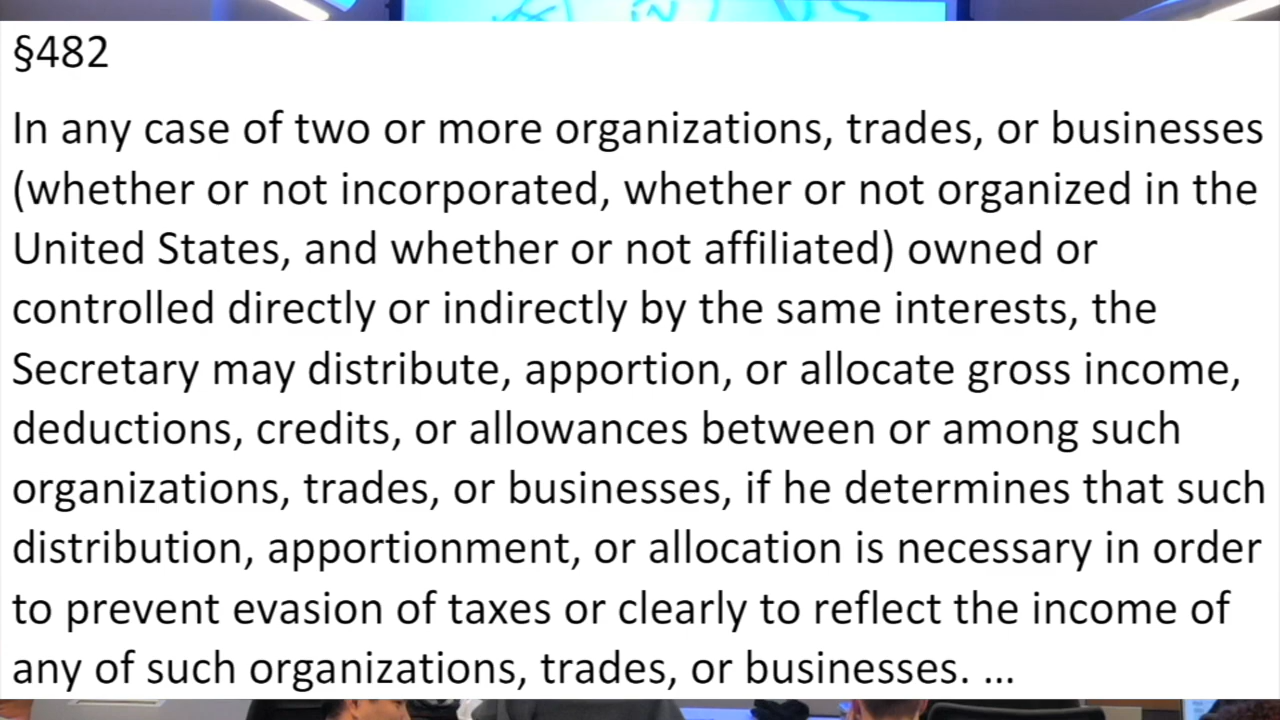 §482
In any case of two or more organizations, trades, or businesses
(whether or not incorporated, whether or not organized in the
United States, and whether or not affiliated) owned or
controlled directly or indirectly by the same interests, the
Secretary may distribute, apportion, or allocate gross income,
deductions, credits, or allowances between or among such
organizations, trades, or businesses, if he determines that such
distribution, apportionment, or allocation is necessary in order
to prevent evasion of taxes or clearly to reflect the income of
any of such organizations, trades, or businesses. ...